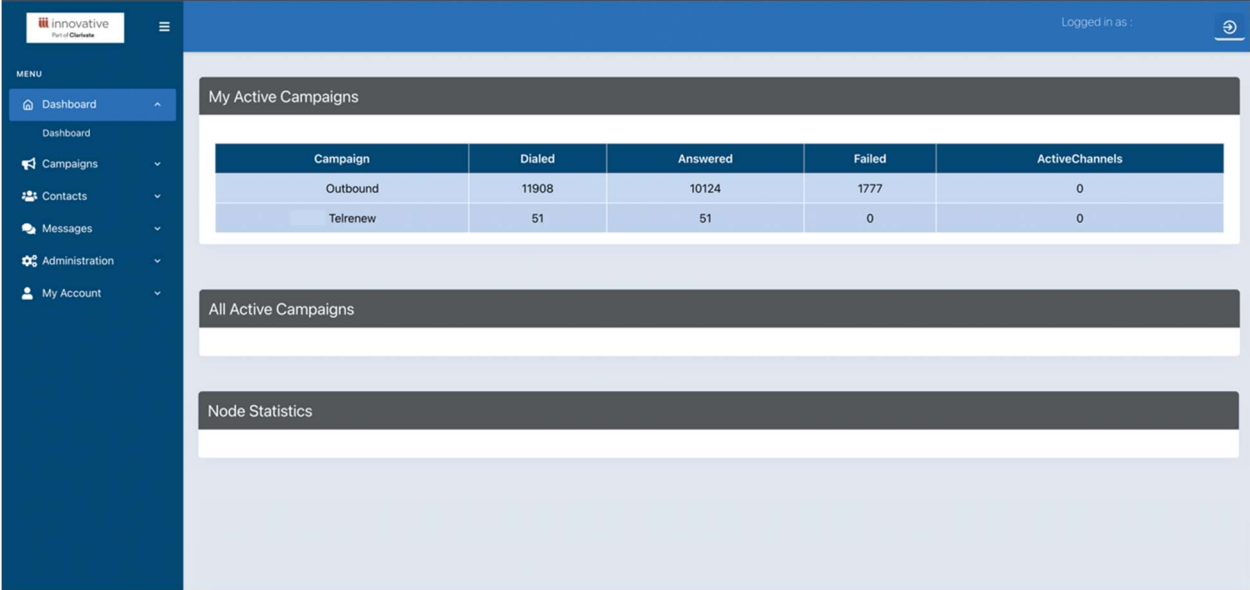 innovative
Part of Clarivate
Logged in as :
MENU
Dashboard
Dashboard
Campaigns
Contacts
Messages
Administration
My Account
My Active Campaigns
Campaign Dialed Answered Failed ActiveChannels
Outbound 11908 10124 1777 0
Telrenew 51 51 0 0
All Active Campaigns
Node Statistics